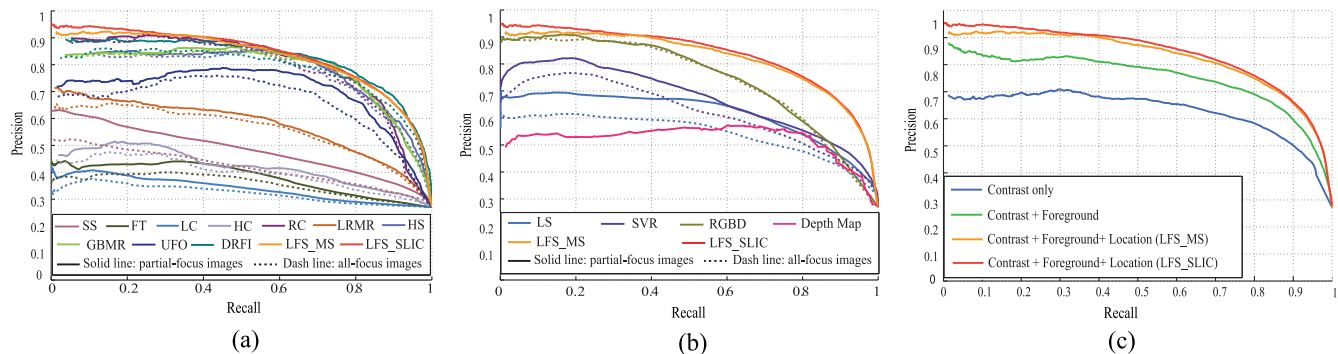 1
0.9
0.8
0.7
0.6
0.5
0.4
0.3
0.2
0.1
0
Precision
SS FT LC HC RC LRMR HS
GBMR UFO DRFI LFS_MS LFS_SLIC
Solid line: partial-focus images Dash line: all-focus images
0 0.2 0.4 0.6 0.8 1
Recall
(a)
1
0.9
0.8
0.7
0.6
0.5
0.4
0.3
0.2
0.1
0
Precision
LS SVR RGBD Depth Map
LFS_MS LFS_SLIC
Solid line: partial-focus images Dash line: all-focus images
0 0.2 0.4 0.6 0.8 1
Recall
(b)
1
0.9
0.8
0.7
0.6
0.5
0.4
0.3
0.2
0.1
0
Precision
Contrast only
Contrast + Foreground
Contrast + Foreground+ Location (LFS_MS)
Contrast + Foreground+ Location (LFS_SLIC)
0 0.1 0.2 0.3 0.4 0.5 0.6 0.7 0.8 0.9 1
Recall
(c)